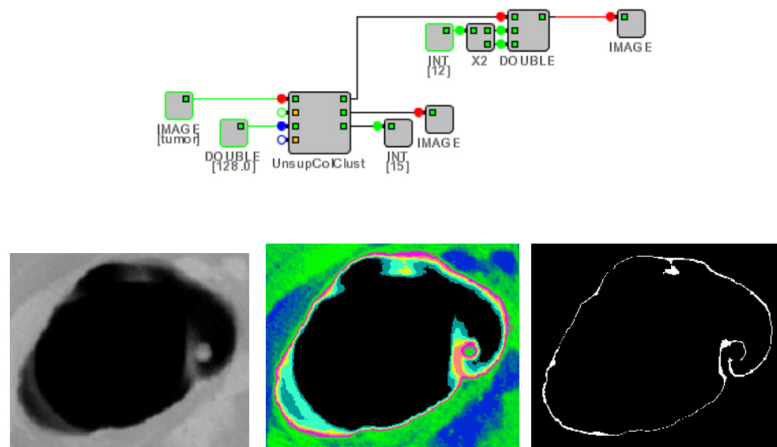 IMAGE
INT X2 DOUBLE
[12]
IMAGE
[tumor]
DOUBLE
[128.0]
UnsupColClust
INT
[15]
IMAGE